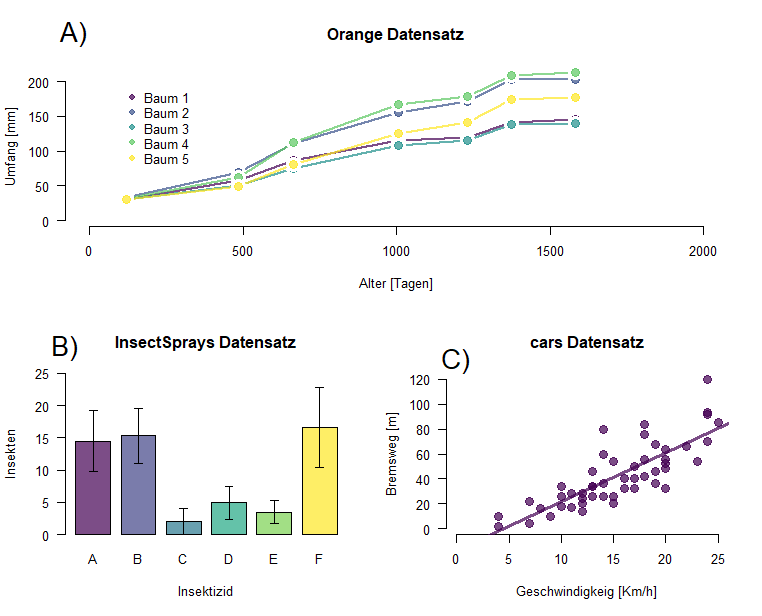 A)
Orange Datensatz
Umfang [mm]
200
150
100
50
0
Baum 1
Baum 2
Baum 3
Baum 4
Baum 5
0 500 1000 1500 2000
Alter [Tagen]
B)
InsectSprays Datensatz
Insekten
25
20
15
10
5
0
A B C D E F
Insektizid
C)
cars Datensatz
Bremsweg [m]
120
100
80
60
40
20
0
0 5 10 15 20 25
Geschwindigkeig [Km/h]